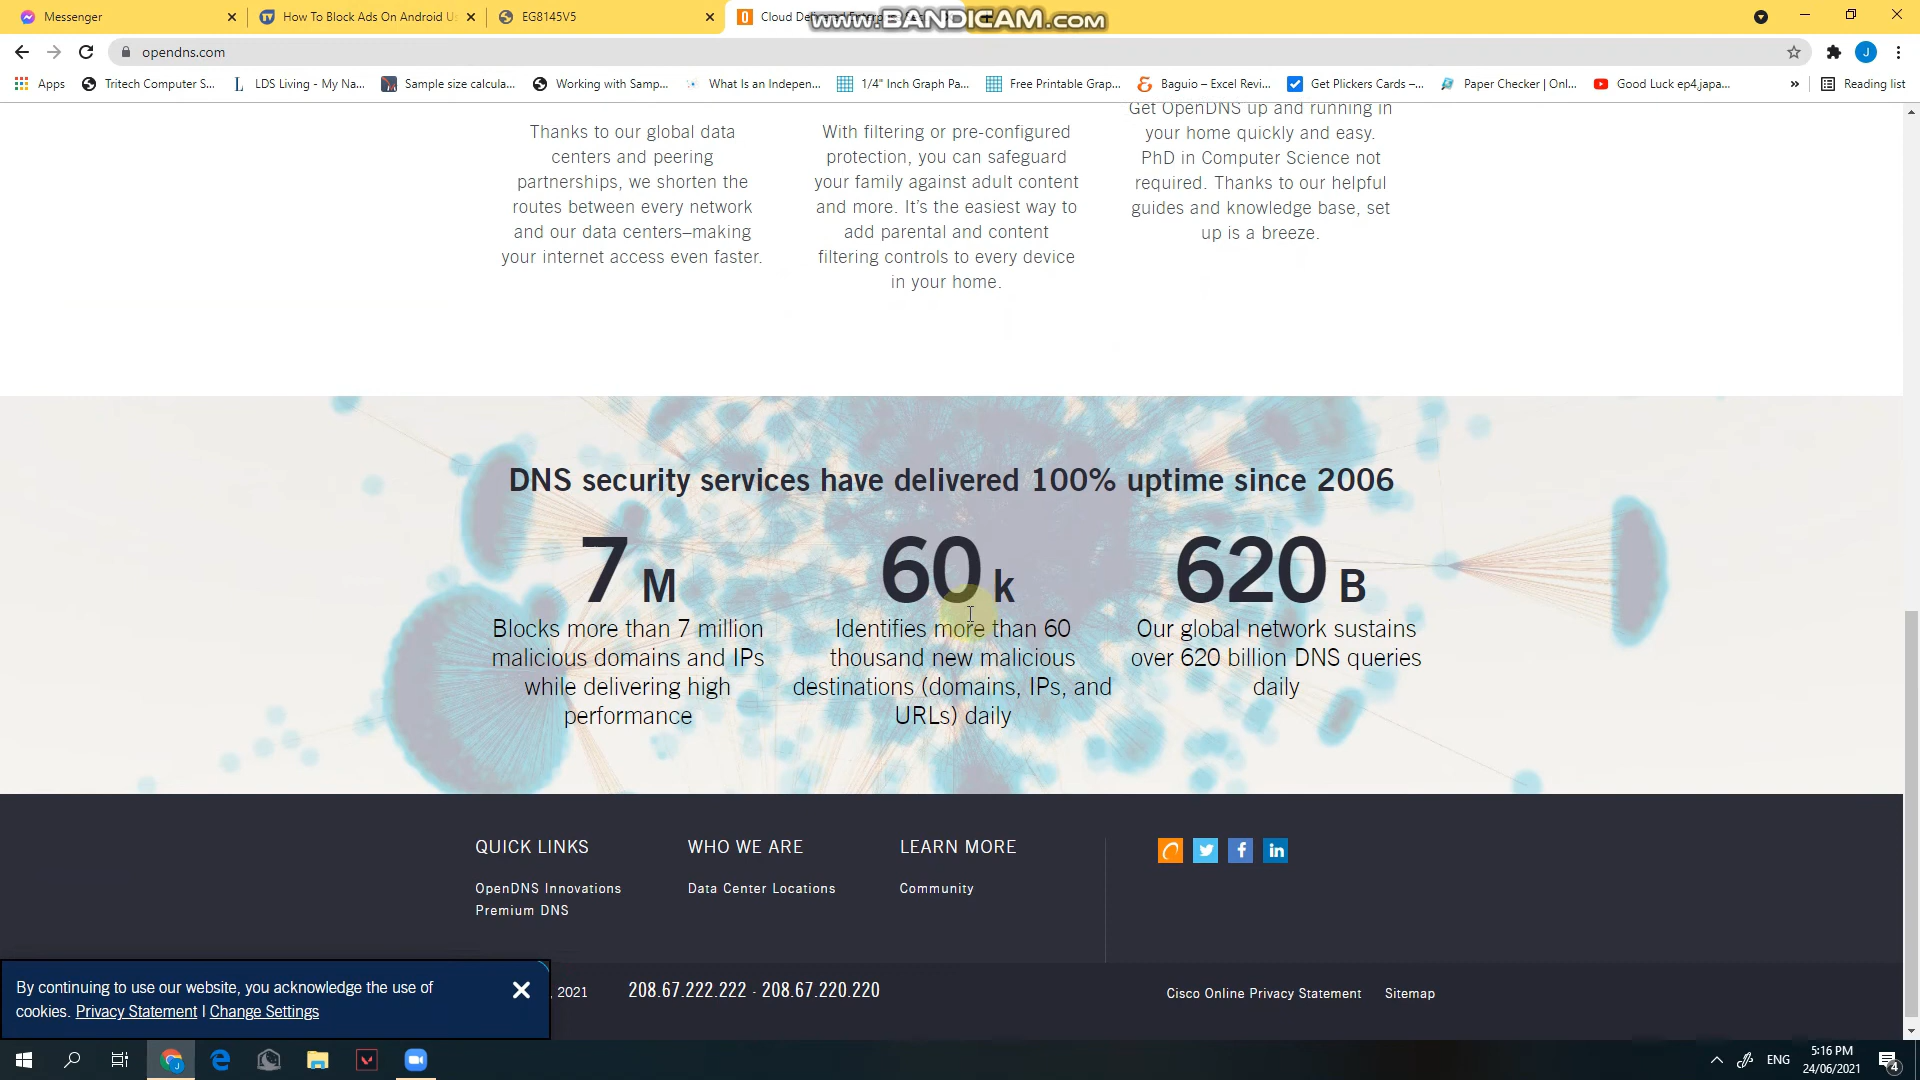 Messenger
How To Block Ads On Android U
EG8145V5
Cloud Delivered Enterp
www.BANDICAM.com
opendns.com
J
Apps
Tritech Computer S...
LDS Living - My Na...
Sample size calcula...
Working with Samp...
What Is an Indepen...
1/4" Inch Graph Pa...
Free Printable Grap...
Baguio – Excel Revi...
Get Plickers Cards –...
Paper Checker | Onl...
Good Luck ep4,japa...
»
Reading list
Thanks to our global data
centers and peering
partnerships, we shorten the
routes between every network
and our data centers–making
your internet access even faster.
With filtering or pre-configured
protection, you can safeguard
your family against adult content
and more. It’s the easiest way to
add parental and content
filtering controls to every device
in your home.
Get OpenDNS up and running in
your home quickly and easy.
PhD in Computer Science not
required. Thanks to our helpful
guides and knowledge base, set
up is a breeze.
DNS security services have delivered 100% uptime since 2006
7 M
Blocks more than 7 million
malicious domains and IPs
while delivering high
performance
60 k
Identifies more than 60
thousand new malicious
destinations (domains, IPs, and
URLs) daily
620 B
Our global network sustains
over 620 billion DNS queries
daily
QUICK LINKS
OpenDNS Innovations
Premium DNS
WHO WE ARE
Data Center Locations
LEARN MORE
Community
By continuing to use our website, you acknowledge the use of
cookies. Privacy Statement | Change Settings
, 2021
208.67.222.222 - 208.67.220.220
Cisco Online Privacy Statement
Sitemap
ENG
5:16 PM
24/06/2021
4